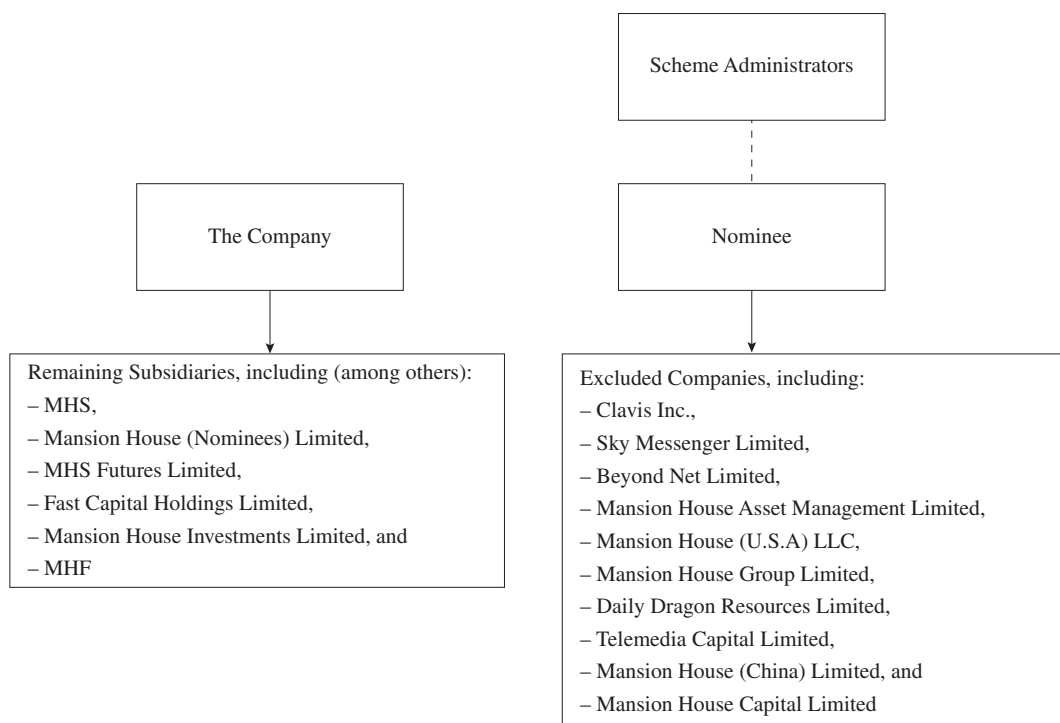 Scheme Administrators
The Company
Nominee
Remaining Subsidiaries, including (among others):
– MHS,
– Mansion House (Nominees) Limited,
– MHS Futures Limited,
– Fast Capital Holdings Limited,
– Mansion House Investments Limited, and
– MHF
Excluded Companies, including:
– Clavis Inc.,
– Sky Messenger Limited,
– Beyond Net Limited,
– Mansion House Asset Management Limited,
– Mansion House (U.S.A) LLC,
– Mansion House Group Limited,
– Daily Dragon Resources Limited,
– Telemedia Capital Limited,
– Mansion House (China) Limited, and
– Mansion House Capital Limited